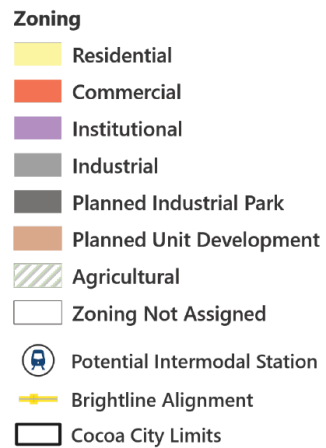 Zoning
Residential
Commercial
Institutional
Industrial
Planned Industrial Park
Planned Unit Development
Agricultural
Zoning Not Assigned
Potential Intermodal Station
Brightline Alignment
Cocoa City Limits